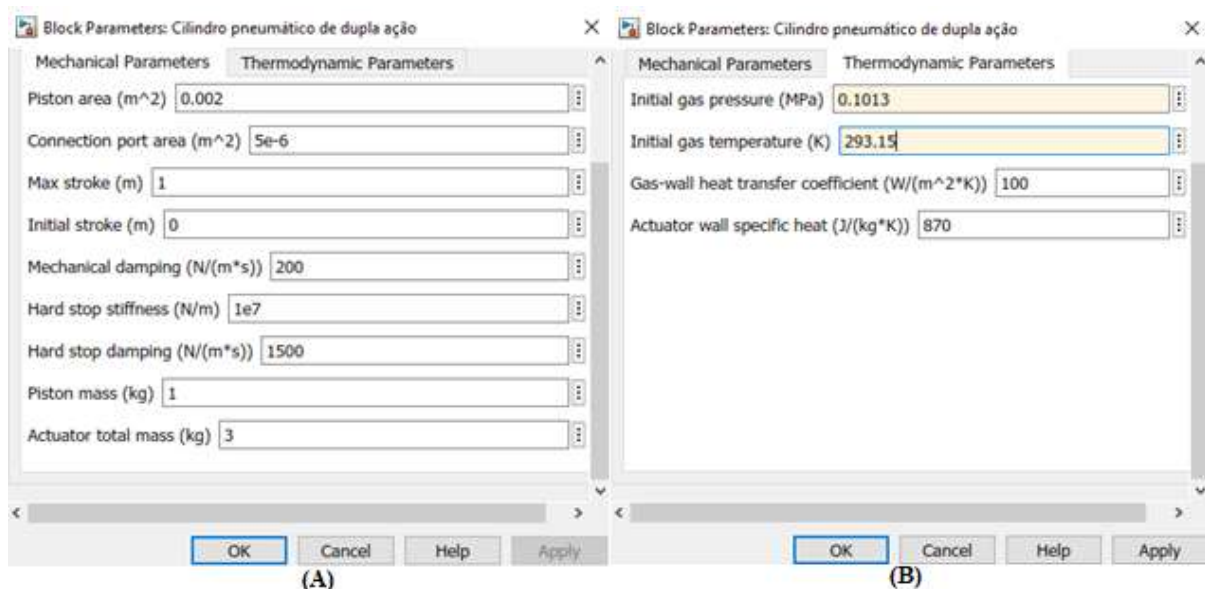 Block Parameters: Cilindro pneumático de dupla ação
Mechanical Parameters Thermodynamic Parameters
Piston area (m^2) 0.002
Connection port area (m^2) 5e-6
Max stroke (m) 1
Initial stroke (m) 0
Mechanical damping (N/(m*s)) 200
Hard stop stiffness (N/m) 1e7
Hard stop damping (N/(m*s)) 1500
Piston mass (kg) 1
Actuator total mass (kg) 3
OK Cancel Help Apply
(A)
Block Parameters: Cilindro pneumático de dupla ação
Mechanical Parameters Thermodynamic Parameters
Initial gas pressure (MPa) 0.1013
Initial gas temperature (K) 293.15
Gas-wall heat transfer coefficient (W/(m^2*K)) 100
Actuator wall specific heat (J/(kg*K)) 870
OK Cancel Help Apply
(B)